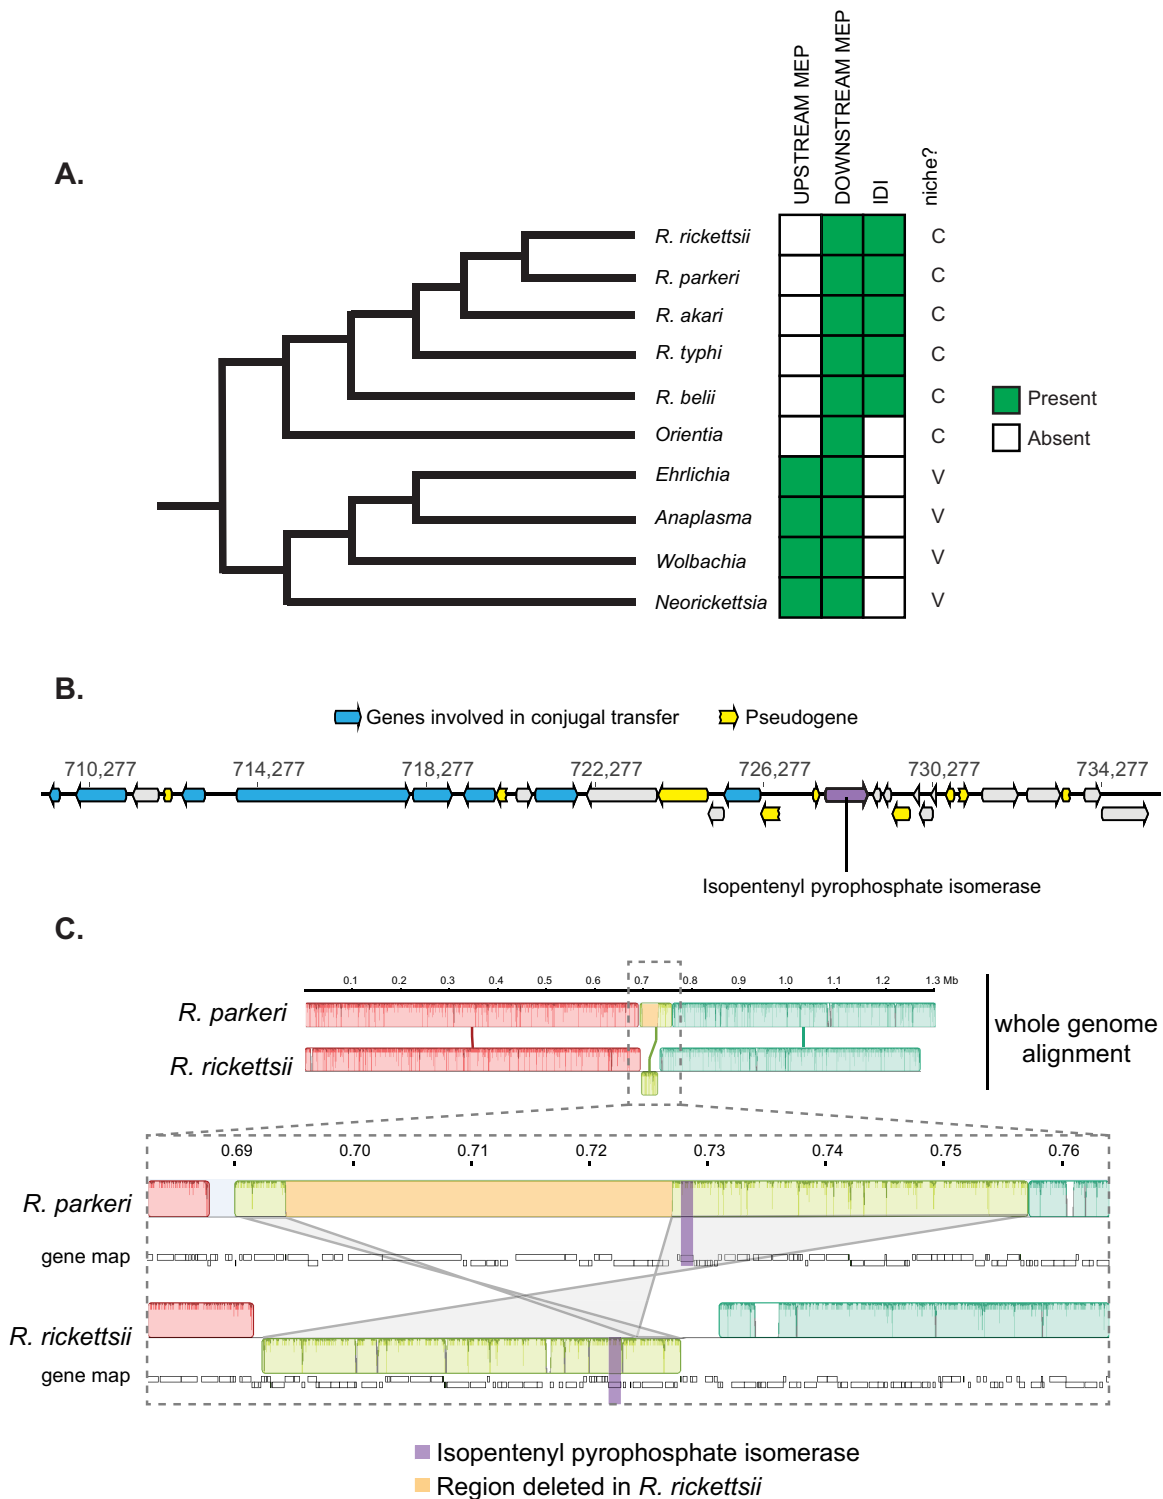 A.
UPSTREAM MEP
DOWNSTREAM MEP
IDI
niche?
R. rickettsii C
R. parkeri C
R. akari C
R. typhi C
R. belii C
Orientia C
Ehrlichia V
Anaplasma V
Wolbachia V
Neorickettsia V
Present
Absent
B.
Genes involved in conjugal transfer
Pseudogene
710,277 714,277 718,277 722,277 726,277 730,277 734,277
Isopentenyl pyrophosphate isomerase
C.
0.1 0.2 0.3 0.4 0.5 0.6 0.7 0.8 0.9 1.0 1.1 1.2 1.3 Mb
R. parkeri
R. rickettsii
whole genome
alignment
0.69 0.70 0.71 0.72 0.73 0.74 0.75 0.76
R. parkeri
gene map
R. rickettsii
gene map
Isopentenyl pyrophosphate isomerase
Region deleted in R. rickettsii